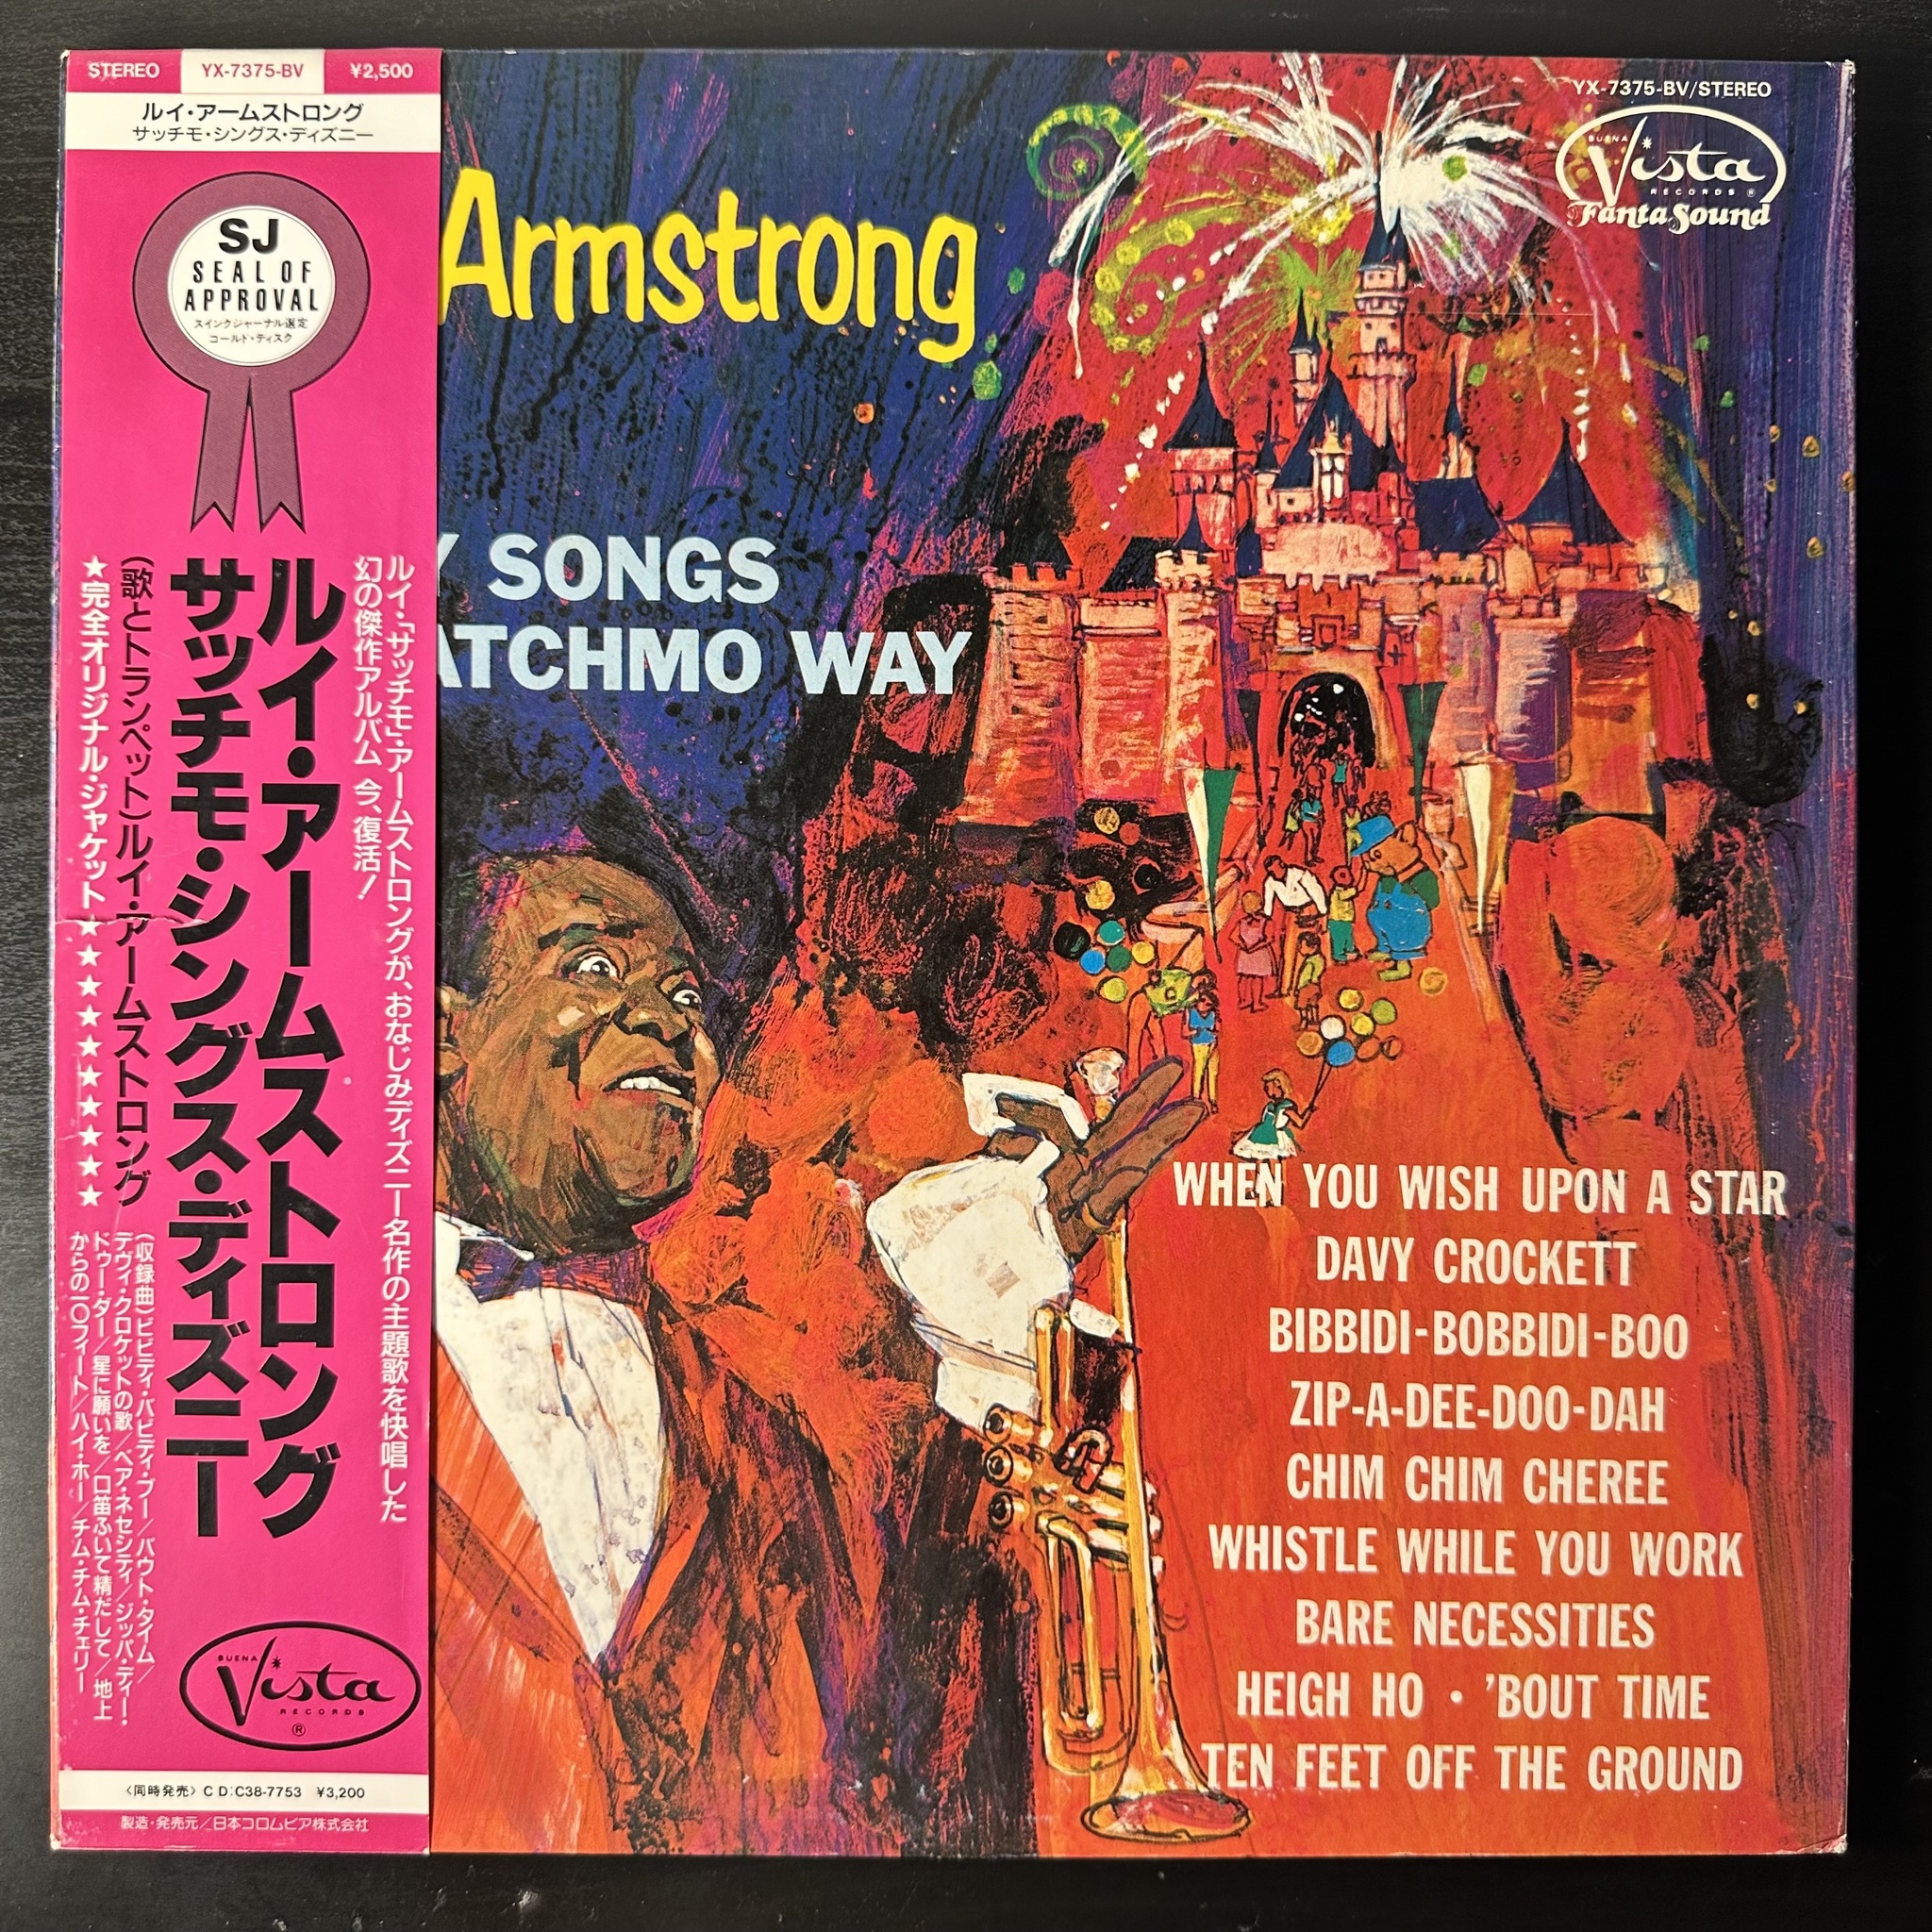 STEREO
YX-7375-BV
¥2,500
ルイ・アームストロング
サッチモ・シングス・ディズニー
SJ
SEAL OF
APPROVAL
スイングジャーナル選定
ゴールド・ディスク
ルイ・「サッチモ」・アームストロングが、おなじみディズニー名作の主題歌を快唱した
幻の傑作アルバム 今、復活!
ルイ・アームストロング
サッチモ・シングス・ディズニー
(歌とトランペット)ルイ・アームストロング
★完全オリジナル・ジャケット★★★★★★★★★★
(収録曲)ビビディ・バビディ・ブー/バウト・タイム/
デヴィ・クロケットの歌/ベア・ネセシティ/ジッパ・ディー・
ドゥー・ダー/星に願いを/口笛ふいて精だして/地上
からの一〇フィート/ハイ・ホー/チム・チム・チェリー
BUENA
Vista
RECORDS
®
〈同時発売〉CD:C38-7753 ¥3,200
製造・発売元/日本コロムビア株式会社
YX-7375-BV/STEREO
BUENA
Vista
RECORDS ®
FantaSound
Armstrong
Y SONGS
ATCHMO WAY
WHEN YOU WISH UPON A STAR
DAVY CROCKETT
BIBBIDI-BOBBIDI-BOO
ZIP-A-DEE-DOO-DAH
CHIM CHIM CHEREE
WHISTLE WHILE YOU WORK
BARE NECESSITIES
HEIGH HO • 'BOUT TIME
TEN FEET OFF THE GROUND